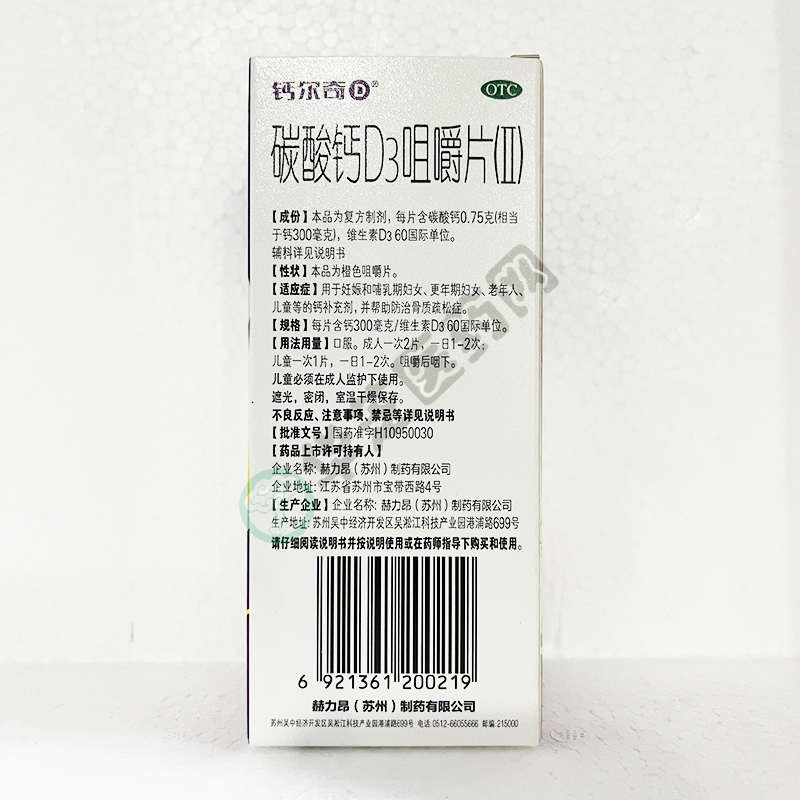 钙尔奇D®
OTC
碳酸钙D3咀嚼片(II)
【成份】本品为复方制剂，每片含碳酸钙0.75克(相当
于钙300毫克)，维生素D3 60国际单位。
辅料详见说明书
【性状】本品为橙色咀嚼片。
【适应症】用于妊娠和哺乳期妇女、更年期妇女、老年人、
儿童等的钙补充剂，并帮助防治骨质疏松症。
【规格】每片含钙300毫克/维生素D3 60国际单位。
【用法用量】口服。成人一次2片，一日1-2次；
儿童一次1片，一日1-2次。咀嚼后咽下。
儿童必须在成人监护下使用。
遮光，密闭，室温干燥保存。
不良反应、注意事项、禁忌等详见说明书
【批准文号】国药准字H10950030
【药品上市许可持有人】
企业名称: 赫力昂（苏州）制药有限公司
企业地址: 江苏省苏州市宝带西路4号
【生产企业】企业名称: 赫力昂（苏州）制药有限公司
生产地址: 苏州吴中经济开发区吴淞江科技产业园港浦路699号
请仔细阅读说明书并按说明使用或在药师指导下购买和使用。
6 921361 200219
赫力昂（苏州）制药有限公司
苏州吴中经济开发区吴淞江科技产业园港浦路699号 电话:0512-66055666 邮编:215000